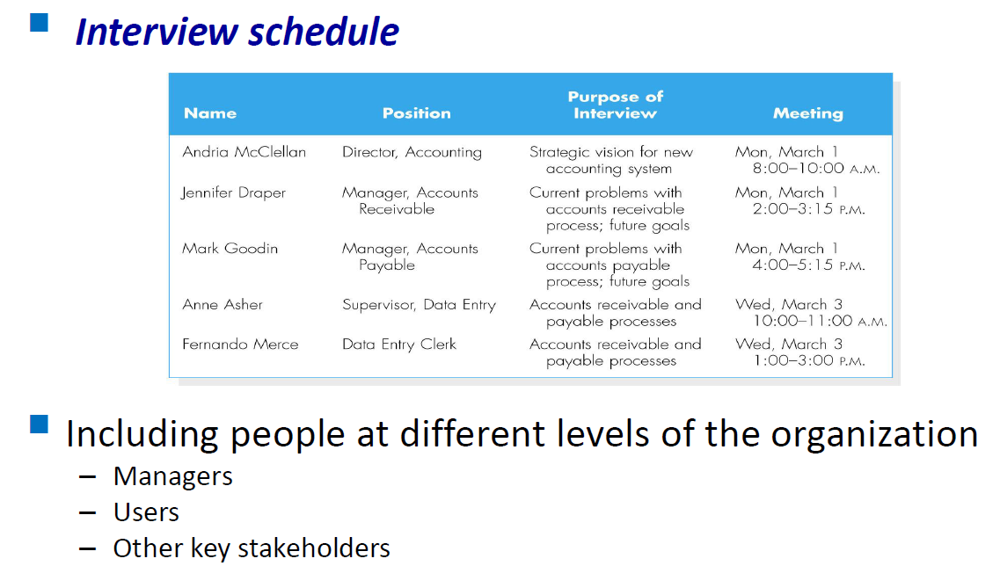 Interview schedule
Purpose of
Name Position Interview Meeting
Andria McClellan Director, Accounting Strategic vision for new Mon, March 1
accounting system 8:00–10:00 A.M.
Jennifer Draper Manager, Accounts Current problems with Mon, March 1
Receivable accounts receivable 2:00–3:15 P.M.
process; future goals
Mark Goodin Manager, Accounts Current problems with Mon, March 1
Payable accounts payable 4:00–5:15 P.M.
process; future goals
Anne Asher Supervisor, Data Entry Accounts receivable and Wed, March 3
payable processes 10:00–11:00 A.M.
Fernando Merce Data Entry Clerk Accounts receivable and Wed, March 3
payable processes 1:00–3:00 P.M.
Including people at different levels of the organization
– Managers
– Users
– Other key stakeholders